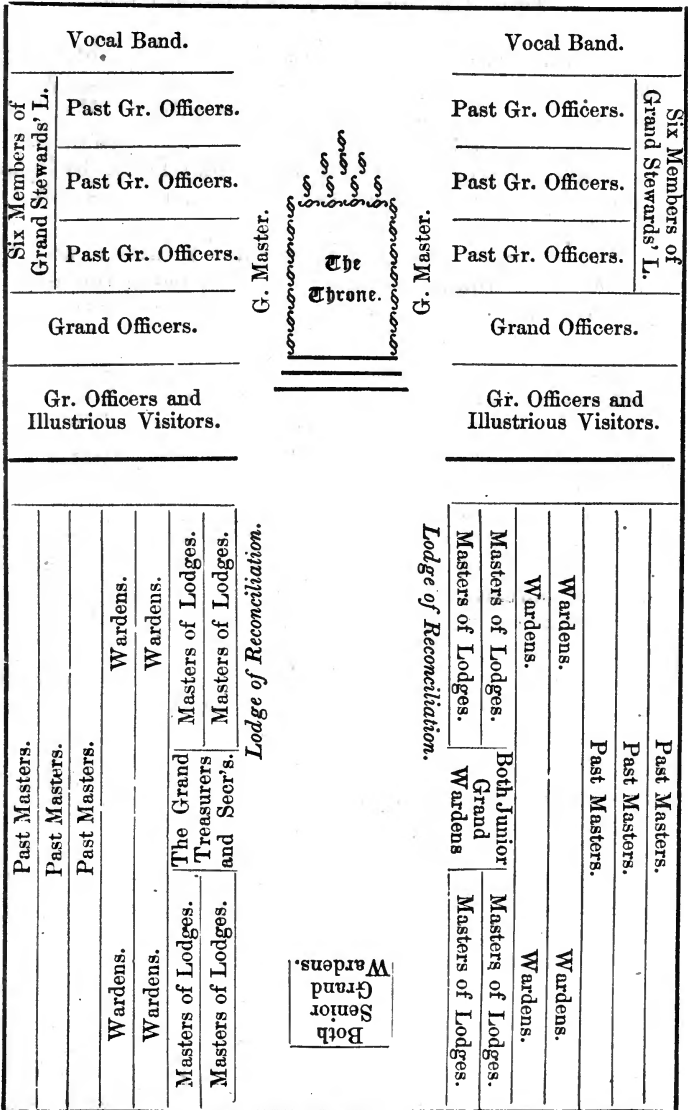 Vocal Band.
Six Members of
Grand Stewards' L.
Past Gr. Officers.
Past Gr. Officers.
Past Gr. Officers.
Grand Officers.
Gr. Officers and
Illustrious Visitors.
G. Master.
The
Throne.
G. Master.
Vocal Band.
Past Gr. Officers.
Past Gr. Officers.
Past Gr. Officers.
Six Members of
Grand Stewards' L.
Grand Officers.
Gr. Officers and
Illustrious Visitors.
Past Masters.
Past Masters.
Past Masters.
Wardens.
Wardens.
Wardens.
Wardens.
Masters of Lodges.
Masters of Lodges.
The Grand
Treasurers
and Secr's.
Masters of Lodges.
Masters of Lodges.
Lodge of Reconciliation.
Both
Senior
Grand
Wardens.
Lodge of Reconciliation.
Masters of Lodges.
Masters of Lodges.
Both Junior
Grand
Wardens
Masters of Lodges.
Masters of Lodges.
Wardens.
Wardens.
Wardens.
Wardens.
Past Masters.
Past Masters.
Past Masters.